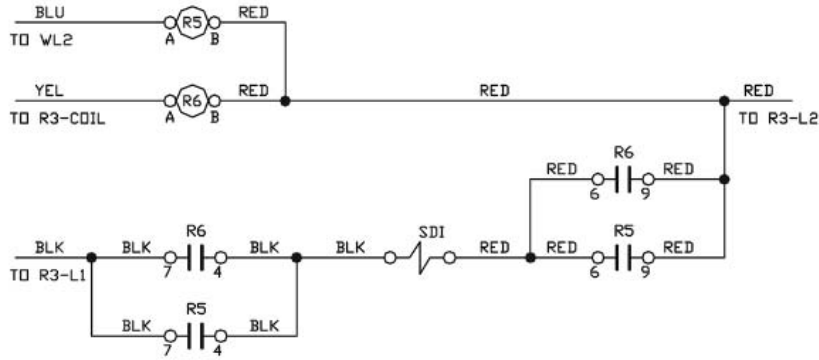 BLU R5 RED
TO WL2 A B
YEL R6 RED RED RED
TO R3-COIL A B TO R3-L2
R6
RED RED
6 9
BLK BLK R6 BLK BLK SDI RED RED R5 RED
TO R3-L1 7 4 6 9
R5
BLK BLK
7 4